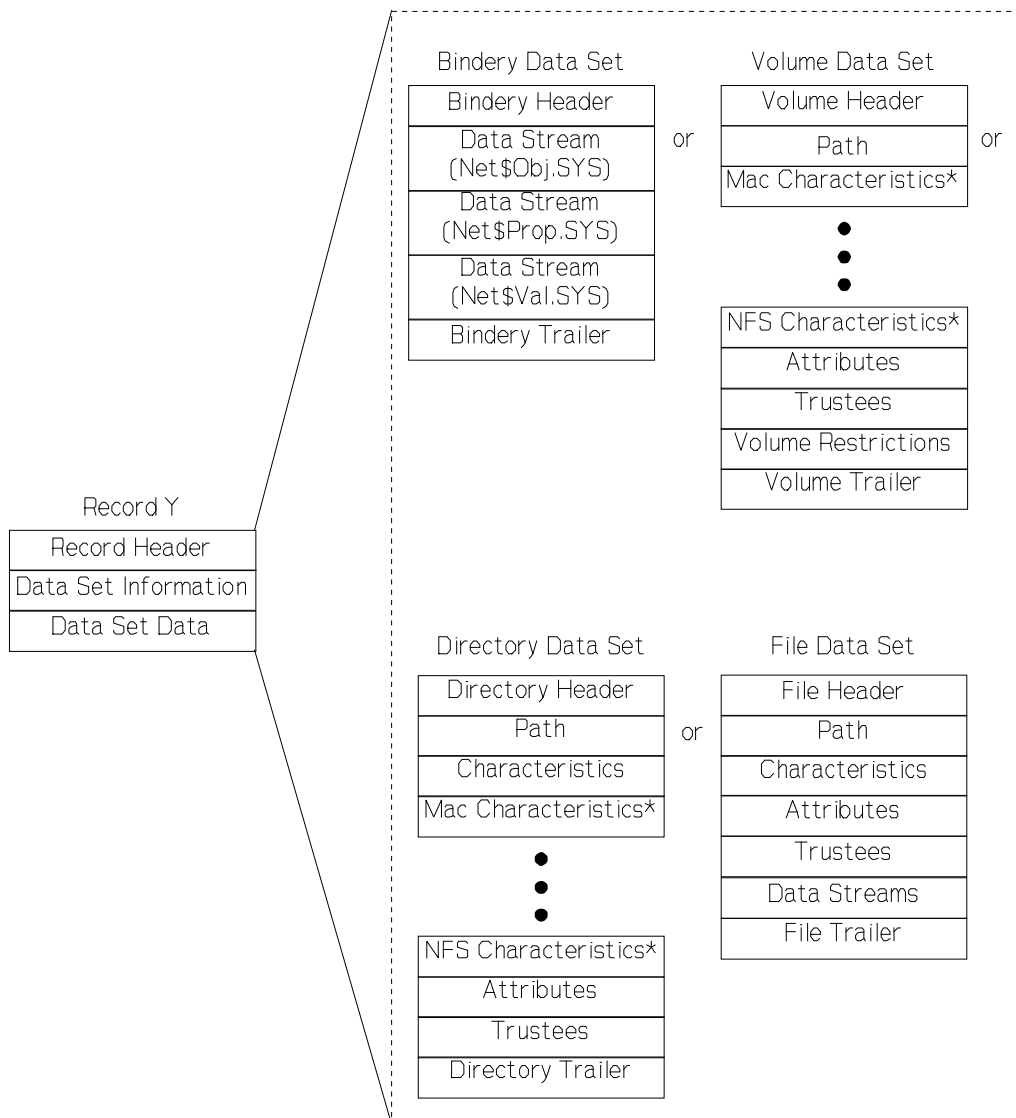 Record Y
Record Header
Data Set Information
Data Set Data
Bindery Data Set
Bindery Header
Data Stream
(Net$Obj.SYS)
Data Stream
(Net$Prop.SYS)
Data Stream
(Net$Val.SYS)
Bindery Trailer
or
Volume Data Set
Volume Header
Path
Mac Characteristics*
NFS Characteristics*
Attributes
Trustees
Volume Restrictions
Volume Trailer
or
Directory Data Set
Directory Header
Path
Characteristics
Mac Characteristics*
NFS Characteristics*
Attributes
Trustees
Directory Trailer
or
File Data Set
File Header
Path
Characteristics
Attributes
Trustees
Data Streams
File Trailer